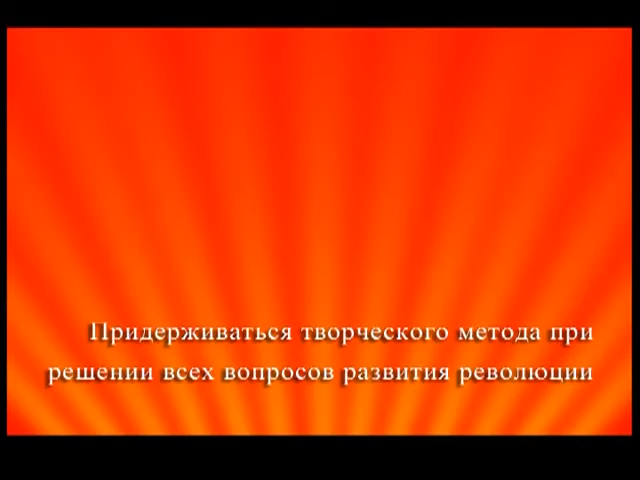 Придерживаться творческого метода при
решении всех вопросов развития революции